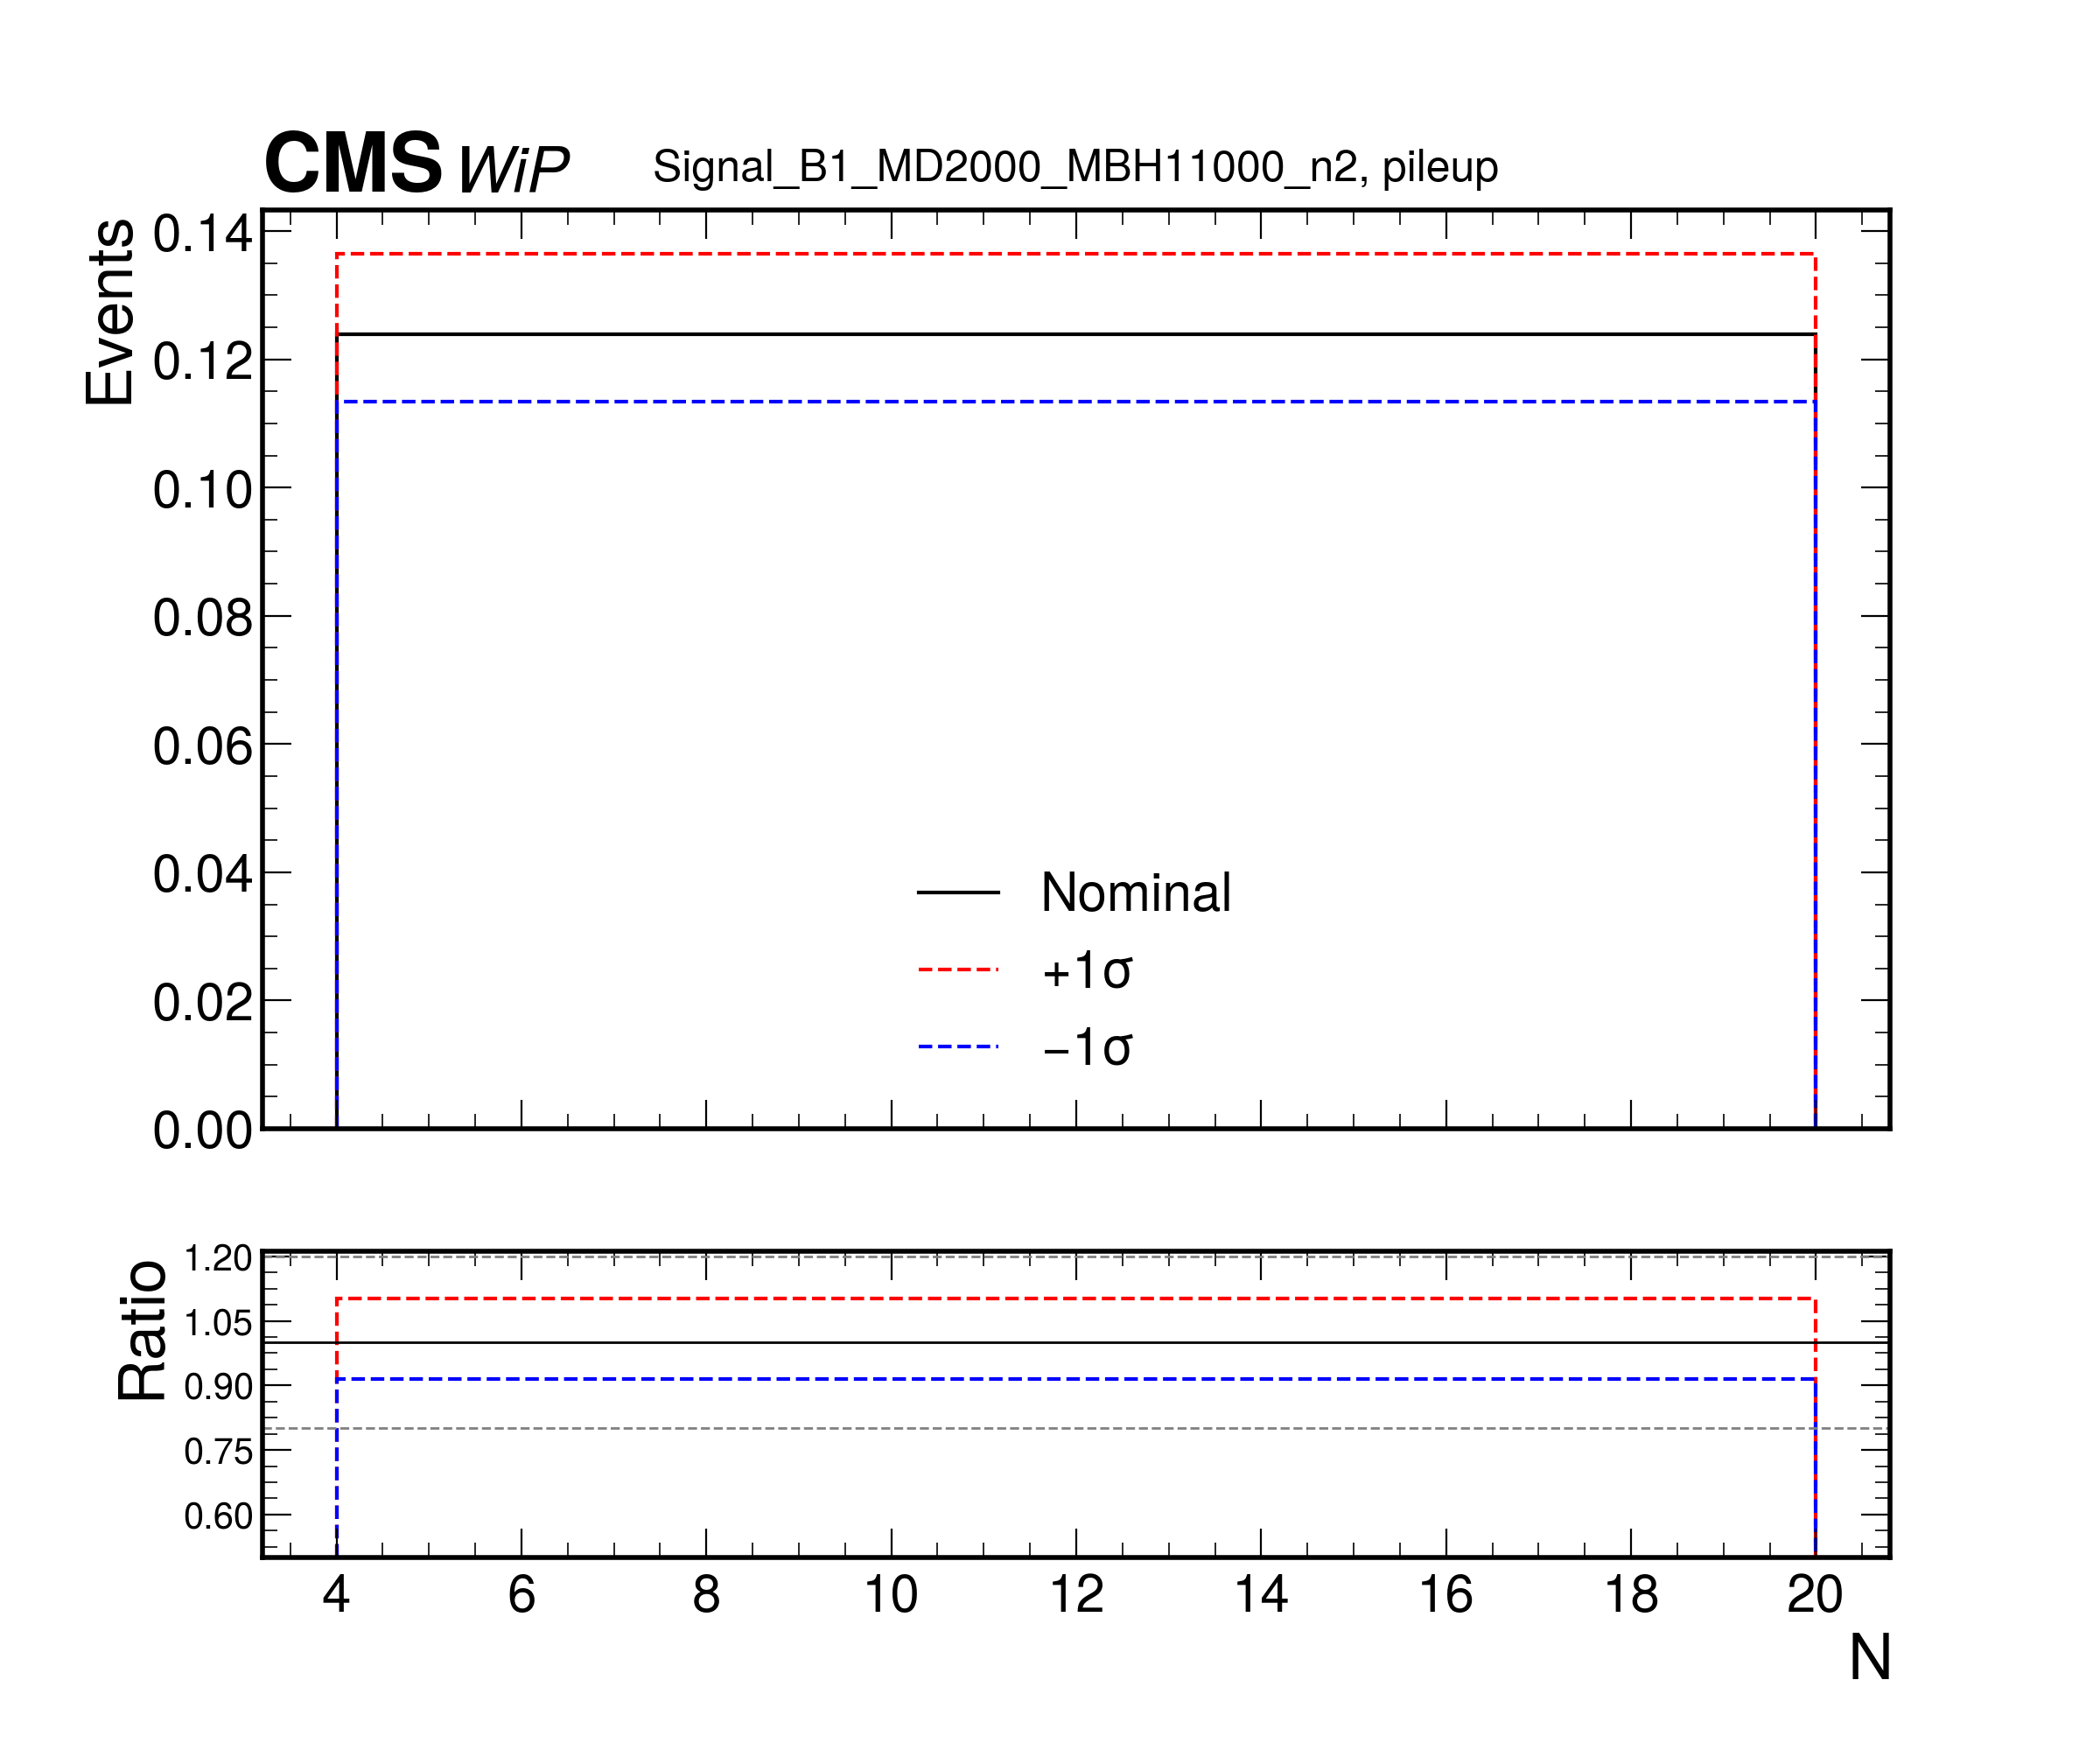 CMS WiP Signal_B1_MD2000_MBH11000_n2, pileup
Events
0.14
0.12
0.10
0.08
0.06
0.04
0.02
0.00
Nominal
+1σ
−1σ
Ratio
1.20
1.05
0.90
0.75
0.60
4 6 8 10 12 14 16 18 20
N